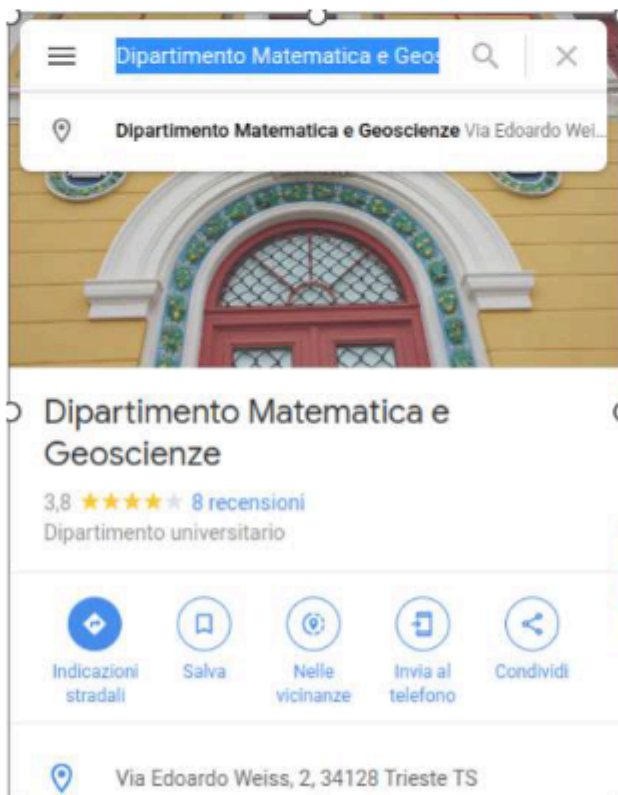 Dipartimento Matematica e Geos
Dipartimento Matematica e Geoscienze Via Edoardo Wei...
Dipartimento Matematica e
Geoscienze
3,8 8 recensioni
Dipartimento universitario
Indicazioni stradali
Salva
Nelle vicinanze
Invia al telefono
Condividi
Via Edoardo Weiss, 2, 34128 Trieste TS